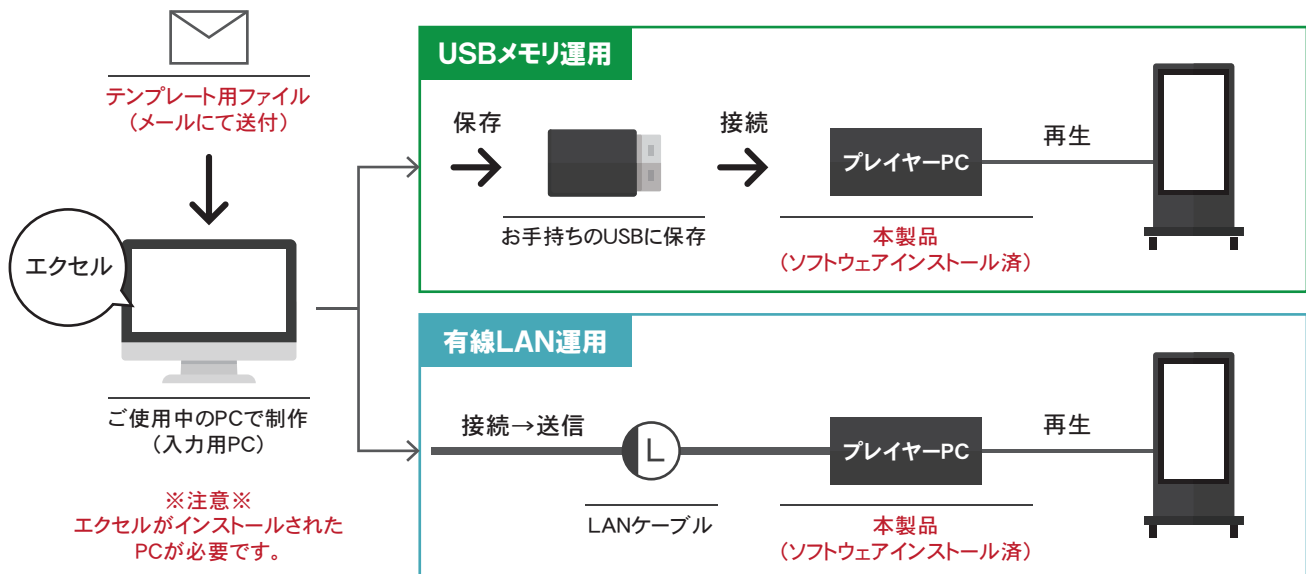 テンプレート用ファイル
（メールにて送付）
エクセル
ご使用中のPCで制作
（入力用PC）
※注意※
エクセルがインストールされた
PCが必要です。
USBメモリ運用
保存
接続
プレイヤーPC
再生
お手持ちのUSBに保存
本製品
（ソフトウェアインストール済）
有線LAN運用
接続→送信
L
プレイヤーPC
再生
LANケーブル
本製品
（ソフトウェアインストール済）